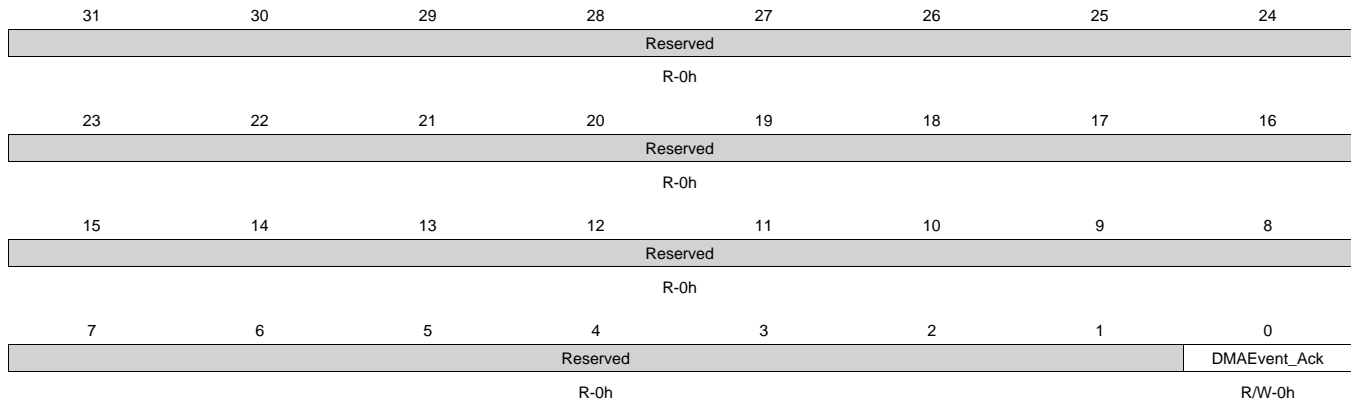 31 30 29 28 27 26 25 24
Reserved
R-0h
23 22 21 20 19 18 17 16
Reserved
R-0h
15 14 13 12 11 10 9 8
Reserved
R-0h
7 6 5 4 3 2 1 0
Reserved DMAEvent_Ack
R-0h R/W-0h